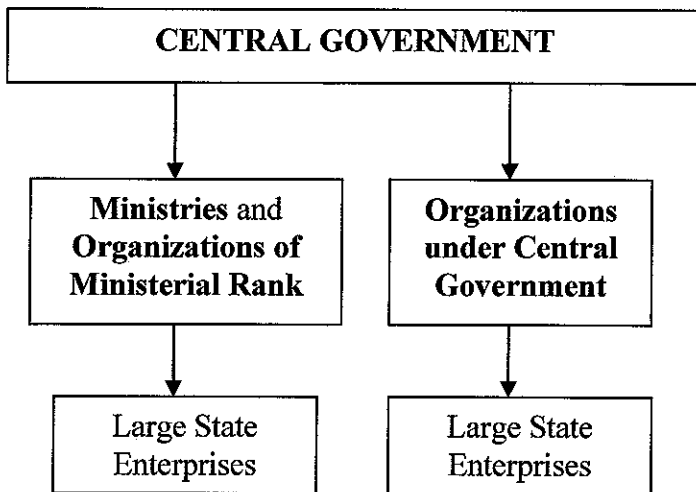 CENTRAL GOVERNMENT
Ministries and
Organizations of
Ministerial Rank
Organizations
under Central
Government
Large State
Enterprises
Large State
Enterprises